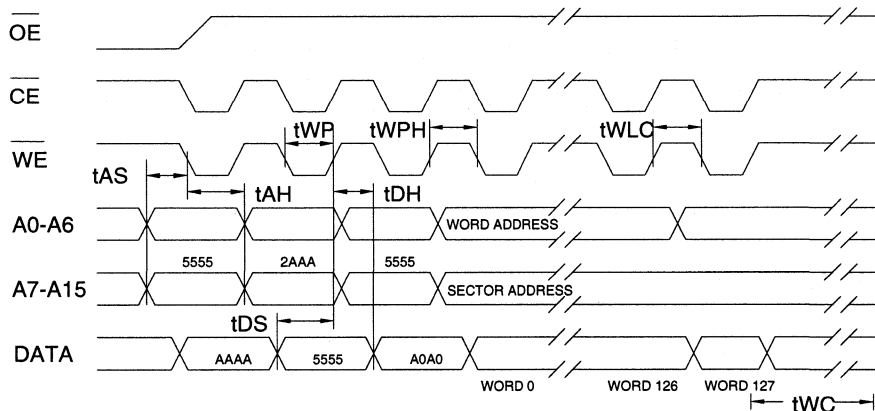 OE
CE
tWP tWPH tWLC
WE
tAS
tAH tDH
A0-A6 WORD ADDRESS
5555 2AAA 5555
A7-A15 SECTOR ADDRESS
tDS
DATA AAAA 5555 A0A0
WORD 0 WORD 126 WORD 127
tWC